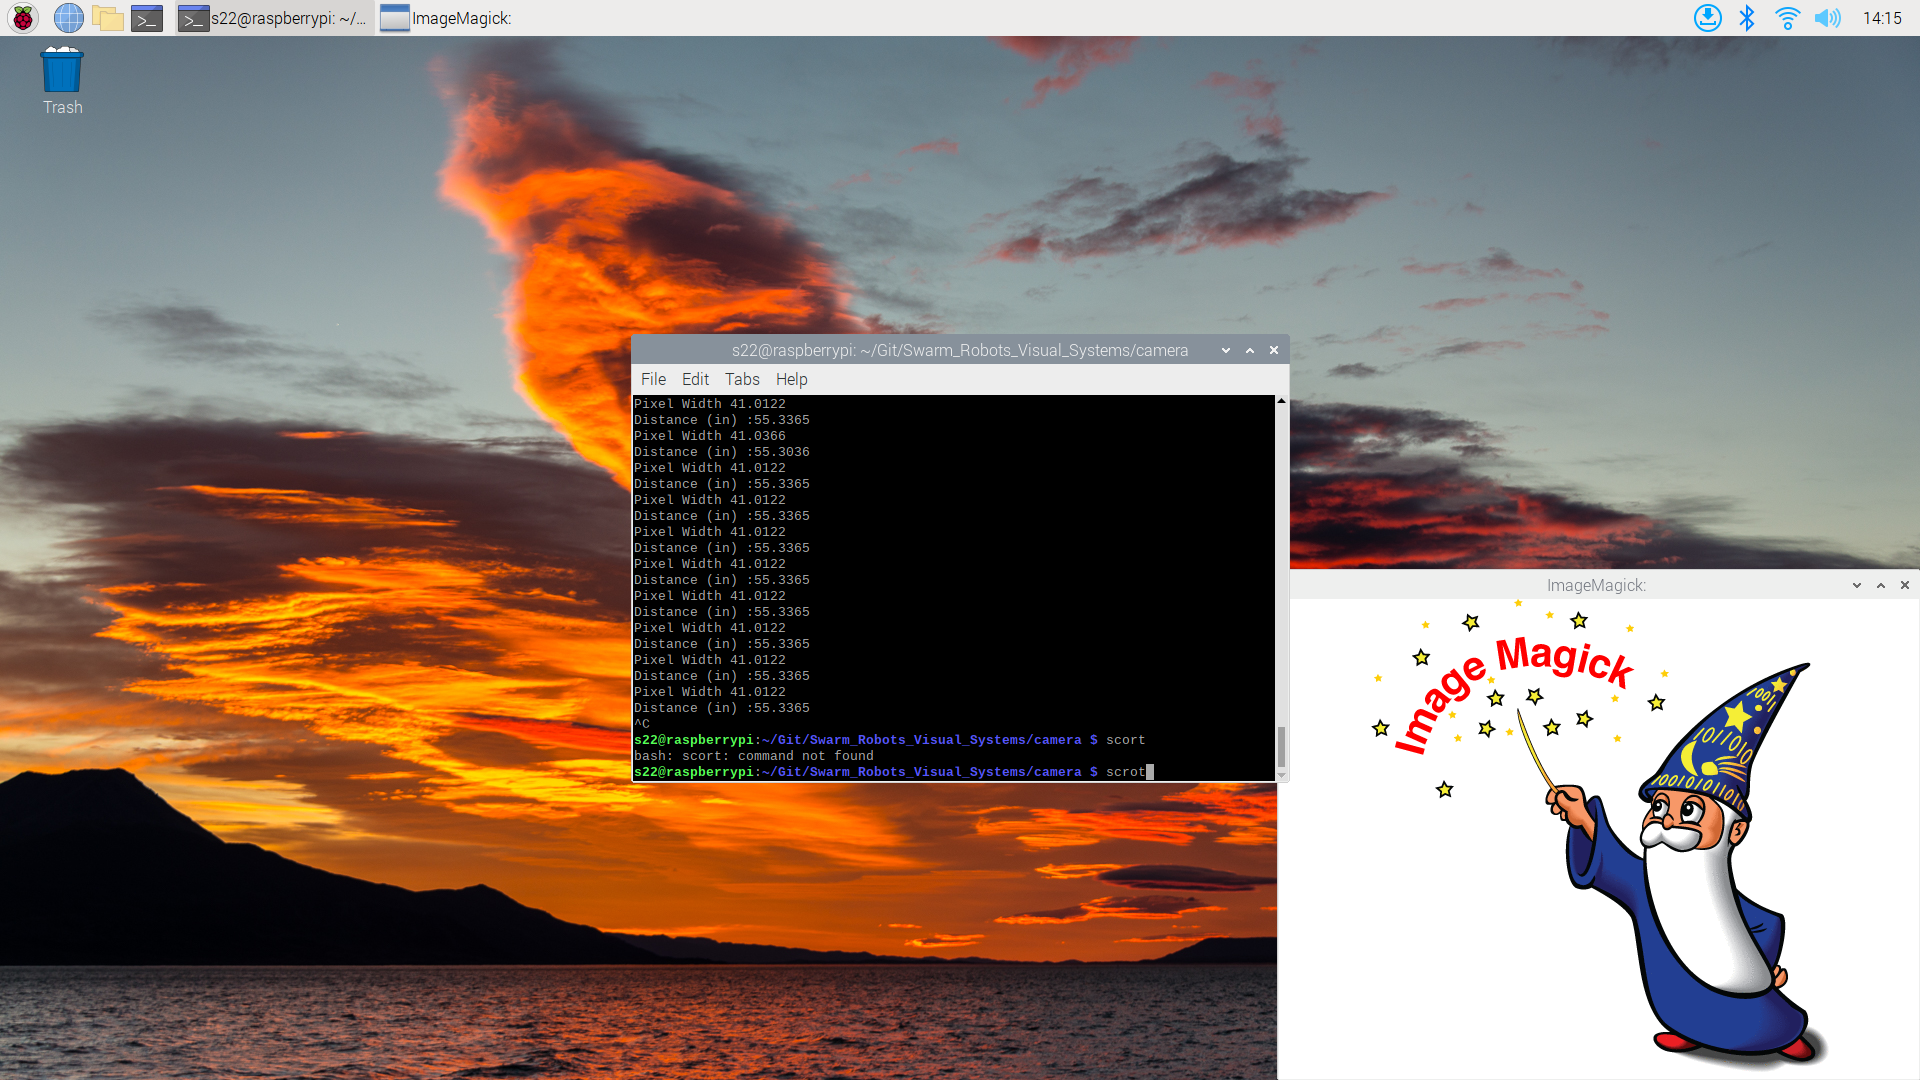 s22@raspberrypi: ~/...
ImageMagick:
14:15
Trash
s22@raspberrypi: ~/Git/Swarm_Robots_Visual_Systems/camera
File Edit Tabs Help
Pixel Width 41.0122
Distance (in) :55.3365
Pixel Width 41.0366
Distance (in) :55.3036
Pixel Width 41.0122
Distance (in) :55.3365
Pixel Width 41.0122
Distance (in) :55.3365
Pixel Width 41.0122
Distance (in) :55.3365
Pixel Width 41.0122
Distance (in) :55.3365
Pixel Width 41.0122
Distance (in) :55.3365
Pixel Width 41.0122
Distance (in) :55.3365
Pixel Width 41.0122
Distance (in) :55.3365
Pixel Width 41.0122
Distance (in) :55.3365
^C
s22@raspberrypi:~/Git/Swarm_Robots_Visual_Systems/camera $ scort
bash: scort: command not found
s22@raspberrypi:~/Git/Swarm_Robots_Visual_Systems/camera $ scrot
ImageMagick:
Image Magick